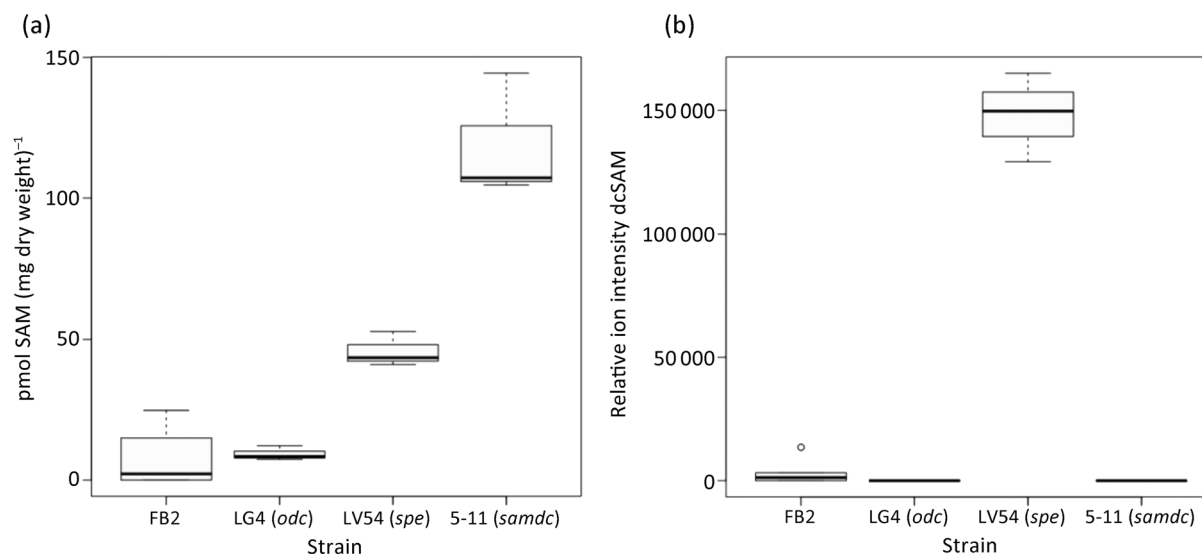 (a)
pmol SAM (mg dry weight)⁻¹
150
100
50
0
FB2 LG4 (odc) LV54 (spe) 5-11 (samdc)
Strain
(b)
Relative ion intensity dcSAM
150 000
100 000
50 000
0
FB2 LG4 (odc) LV54 (spe) 5-11 (samdc)
Strain